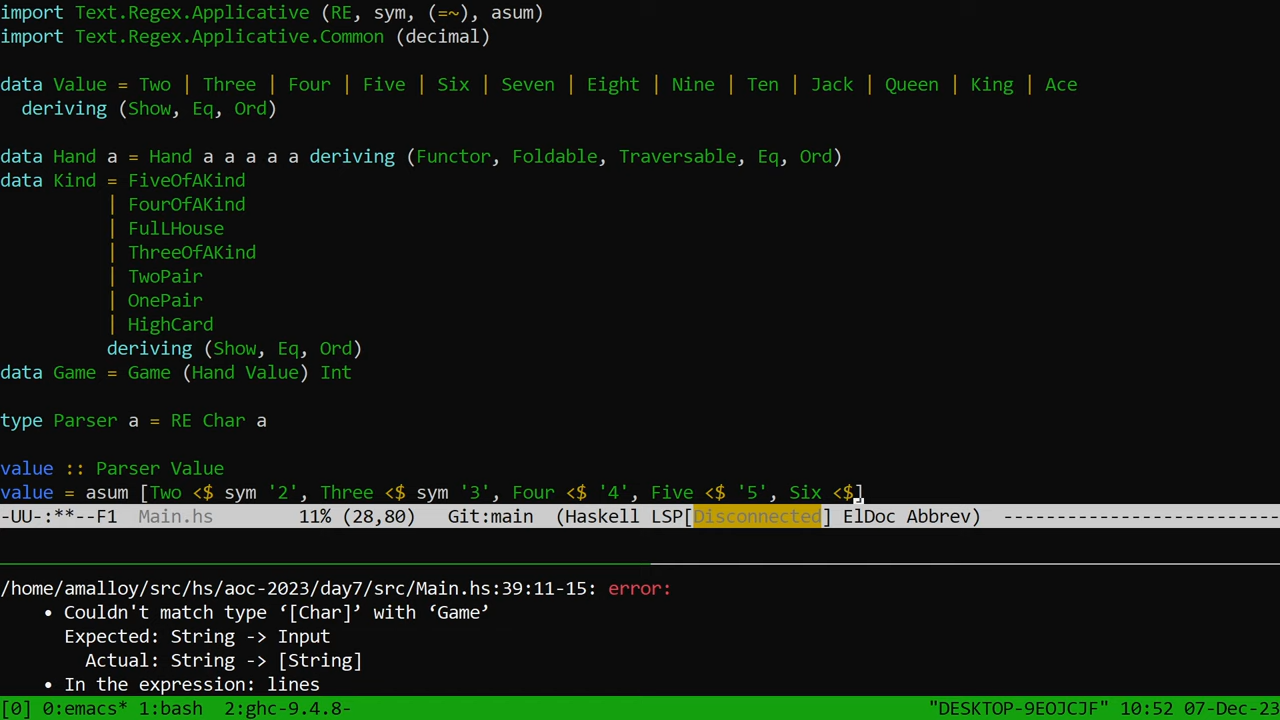 import Text.Regex.Applicative (RE, sym, (=~), asum)
import Text.Regex.Applicative.Common (decimal)
data Value = Two | Three | Four | Five | Six | Seven | Eight | Nine | Ten | Jack | Queen | King | Ace
  deriving (Show, Eq, Ord)
data Hand a = Hand a a a a a deriving (Functor, Foldable, Traversable, Eq, Ord)
data Kind = FiveOfAKind
          | FourOfAKind
          | FulLHouse
          | ThreeOfAKind
          | TwoPair
          | OnePair
          | HighCard
          deriving (Show, Eq, Ord)
data Game = Game (Hand Value) Int
type Parser a = RE Char a
value :: Parser Value
value = asum [Two <$ sym '2', Three <$ sym '3', Four <$ '4', Five <$ '5', Six <$]
-UU-:**--F1  Main.hs        11% (28,80)    Git:main  (Haskell LSP[Disconnected] ElDoc Abbrev) --------------------------
/home/amalloy/src/hs/aoc-2023/day7/src/Main.hs:39:11-15: error:
    • Couldn't match type ‘[Char]’ with ‘Game’
      Expected: String -> Input
        Actual: String -> [String]
    • In the expression: lines
[0] 0:emacs* 1:bash  2:ghc-9.4.8- "DESKTOP-9EOJCJF" 10:52 07-Dec-23